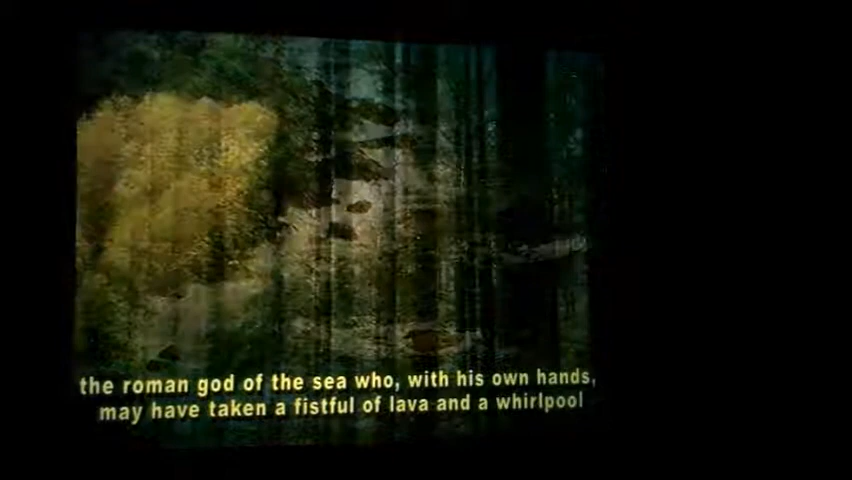 the roman god of the sea who, with his own hands,
may have taken a fistful of lava and a whirlpool